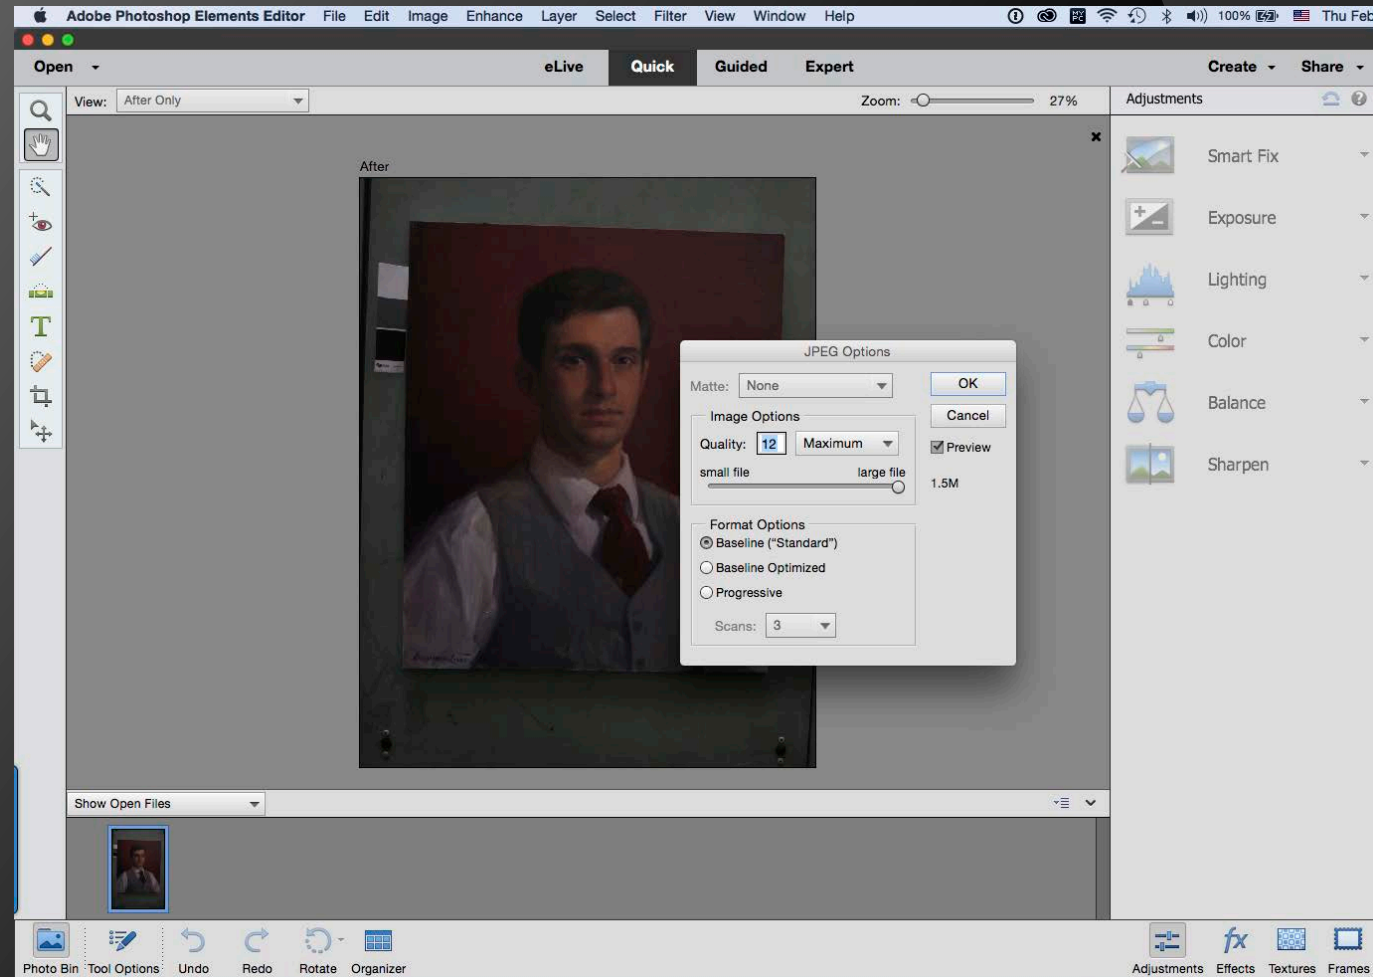 Adobe Photoshop Elements Editor File Edit Image Enhance Layer Select Filter View Window Help 100% Thu Feb
Open eLive Quick Guided Expert Create Share
View: After Only Zoom: 27% Adjustments
After
Smart Fix
Exposure
Lighting
Color
Balance
Sharpen
JPEG Options
Matte: None OK
Image Options Cancel
Quality: 12 Maximum Preview
small file large file
1.5M
Format Options
Baseline ("Standard")
Baseline Optimized
Progressive
Scans: 3
T
Show Open Files
Photo Bin Tool Options Undo Redo Rotate Organizer
fx
Adjustments Effects Textures Frames